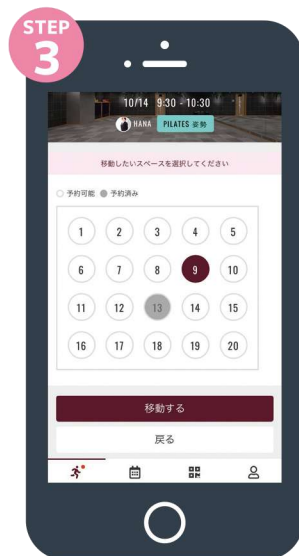 STEP
3
10/14 9:30 - 10:30
HANA PILATES 姿勢
移動したいスペースを選択してください
予約可能 予約済み
1 2 3 4 5
6 7 8 9 10
11 12 13 14 15
16 17 18 19 20
移動する
戻る